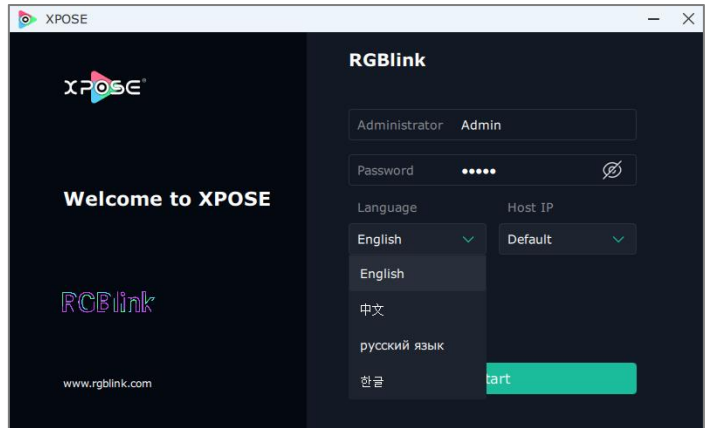 XPOSE
XPOSE®
Welcome to XPOSE
RGBlink
www.rgblink.com
RGBlink
Administrator Admin
Password •••••
Language Host IP
English Default
English
中文
русский язык
한글
tart